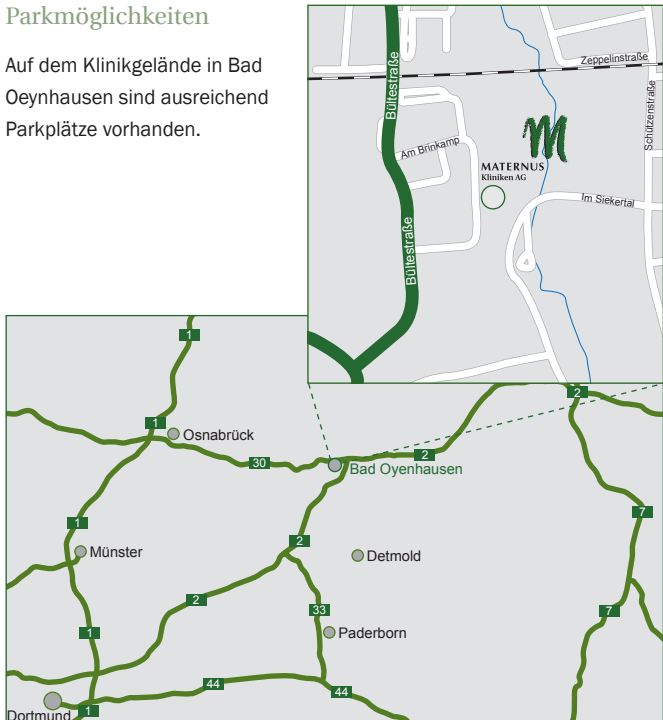 Parkmöglichkeiten
Auf dem Klinikgelände in Bad
Oeynhausen sind ausreichend
Parkplätze vorhanden.
Zeppelinstraße
Bültestraße
Schützenstraße
Am Brinkamp
M
MATERNUS
Kliniken AG
Im Siekertal
Bültestraße
4
1
2
1
Osnabrück
30
2
Bad Oyenhausen
1
7
2
Münster
Detmold
2
33
7
1
Paderborn
44
44
Dortmund
1